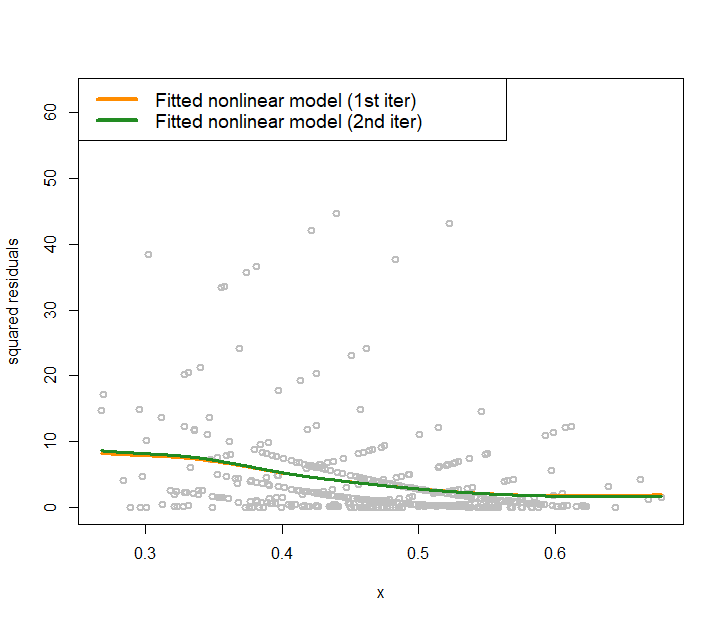 Fitted nonlinear model (1st iter)
Fitted nonlinear model (2nd iter)
60
50
40
30
20
10
0
squared residuals
0.3 0.4 0.5 0.6
x